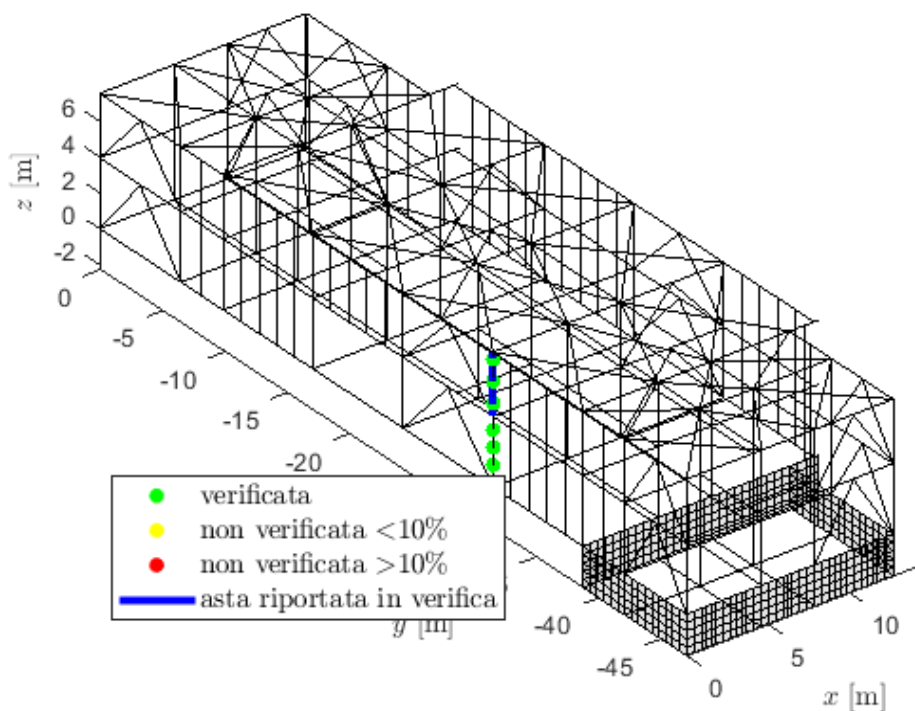 6
4
2
0
-2
z [m]
0
-5
-10
-15
-20
verificata
non verificata <10%
non verificata >10%
asta riportata in verifica
y [m]
-40
-45
0
5
10
x [m]